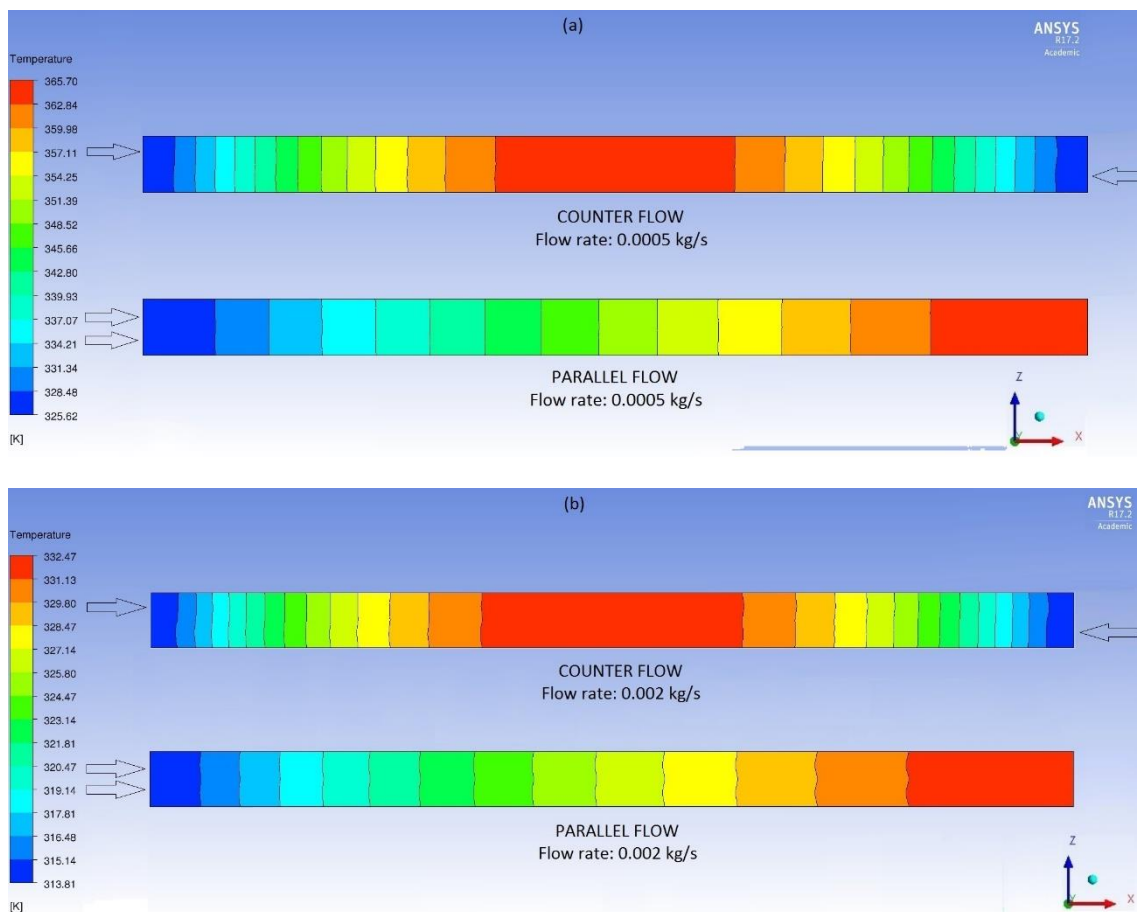 (a)
ANSYS
R17.2
Academic
Temperature
365.70
362.84
359.98
357.11
354.25
351.39
348.52
345.66
342.80
339.93
337.07
334.21
331.34
328.48
325.62
[K]
COUNTER FLOW
Flow rate: 0.0005 kg/s
PARALLEL FLOW
Flow rate: 0.0005 kg/s
Z
Y
X
(b)
ANSYS
R17.2
Academic
Temperature
332.47
331.13
329.80
328.47
327.14
325.80
324.47
323.14
321.81
320.47
319.14
317.81
316.48
315.14
313.81
[K]
COUNTER FLOW
Flow rate: 0.002 kg/s
PARALLEL FLOW
Flow rate: 0.002 kg/s
Z
Y
X